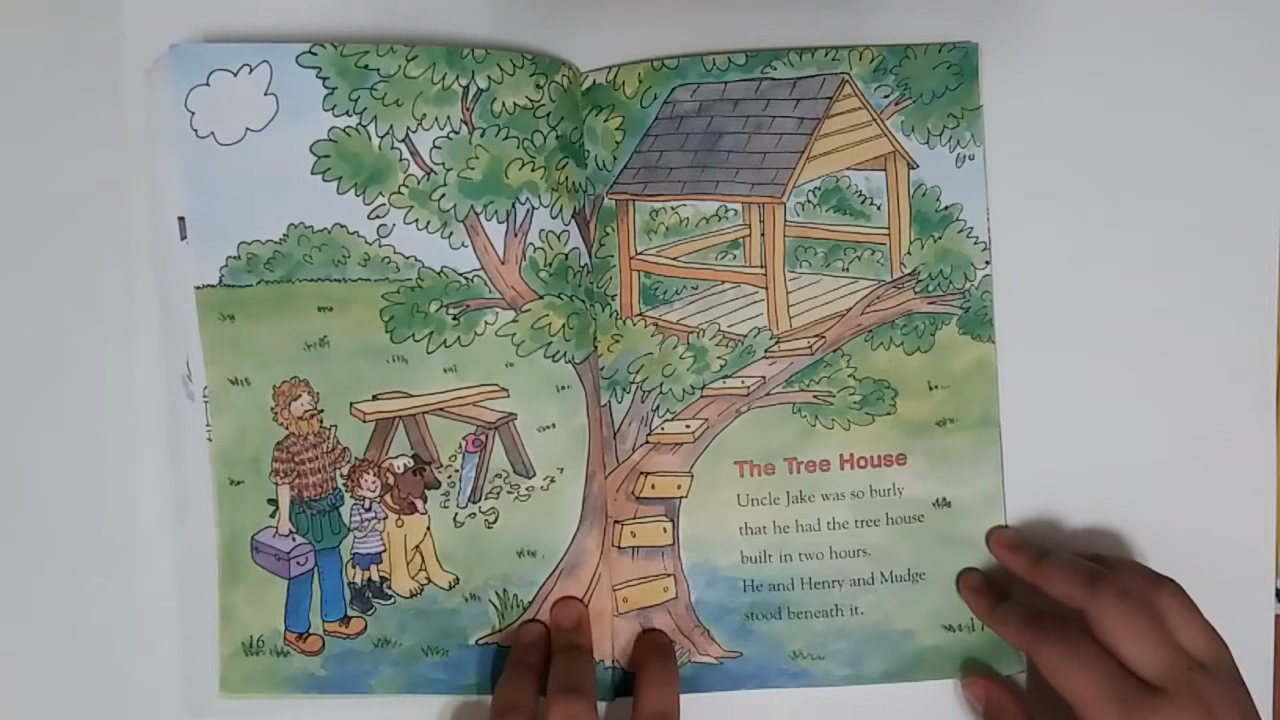 The Tree House
Uncle Jake was so burly
that he had the tree house
built in two hours.
He and Henry and Mudge
stood beneath it.
16
17